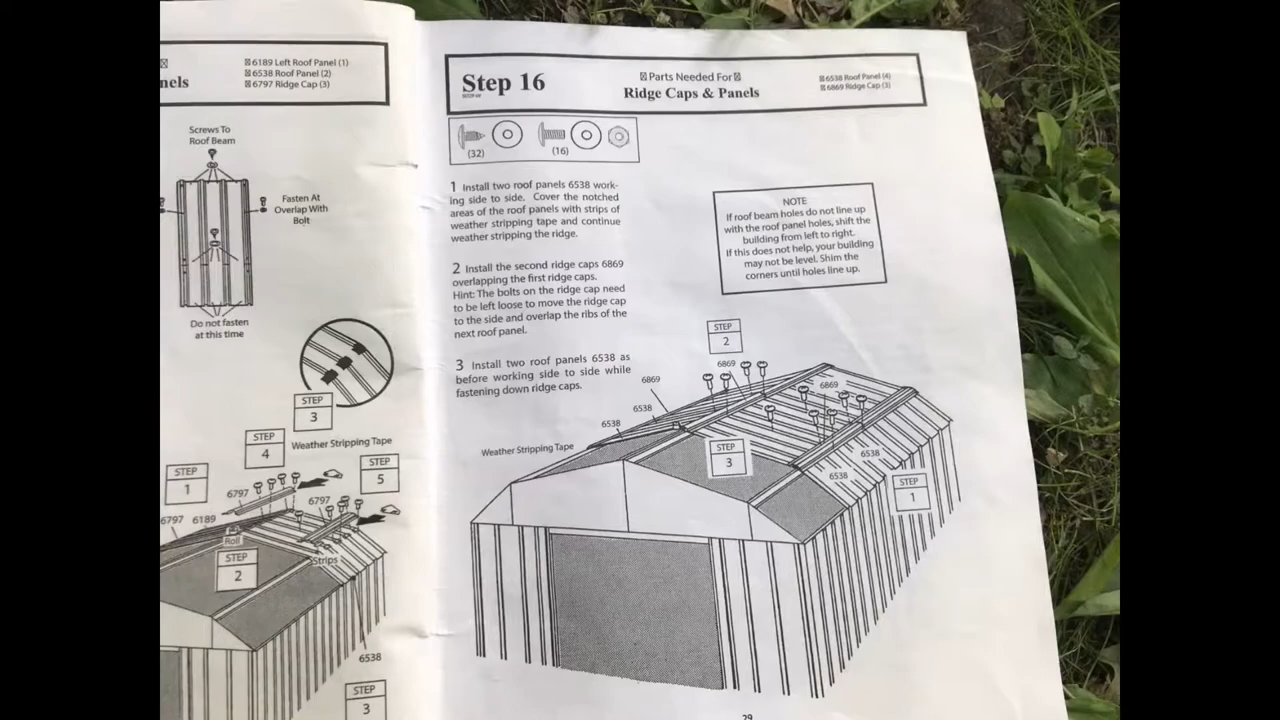 nels
6189 Left Roof Panel (1)
6538 Roof Panel (2)
6797 Ridge Cap (3)
Screws To
Roof Beam
Fasten At
Overlap With
Bolt
Do not fasten
at this time
STEP
3
STEP
4
Weather Stripping Tape
STEP
1
STEP
5
6797
6797
6797
6189
Roll
STEP
2
Strips
6538
STEP
3
Step 16
Parts Needed For
Ridge Caps & Panels
6538 Roof Panel (4)
6869 Ridge Cap (3)
(32)
(16)
1 Install two roof panels 6538 work-
ing side to side. Cover the notched
areas of the roof panels with strips of
weather stripping tape and continue
weather stripping the ridge.
2 Install the second ridge caps 6869
overlapping the first ridge caps.
Hint: The bolts on the ridge cap need
to be left loose to move the ridge cap
to the side and overlap the ribs of the
next roof panel.
3 Install two roof panels 6538 as
before working side to side while
fastening down ridge caps.
NOTE
If roof beam holes do not line up
with the roof panel holes, shift the
building from left to right.
If this does not help, your building
may not be level. Shim the
corners until holes line up.
STEP
2
6869
6869
6869
6538
6538
Weather Stripping Tape
STEP
3
6538
6538
STEP
1
29